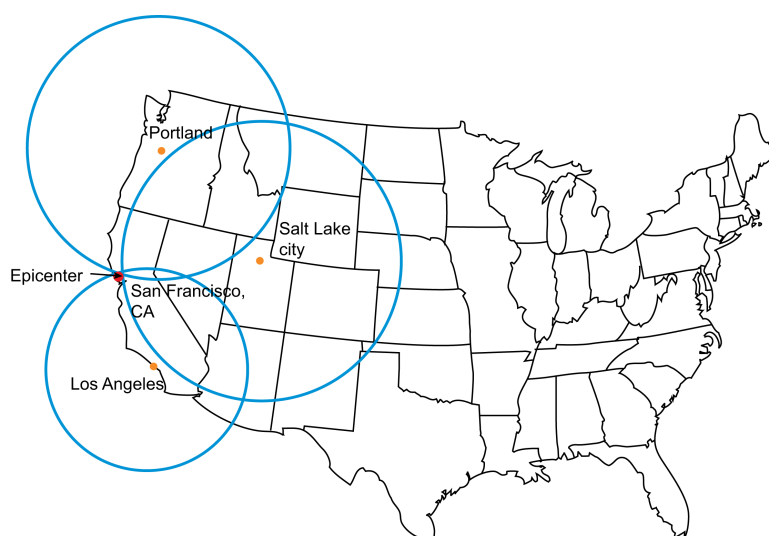 Portland
Salt Lake
city
Epicenter
San Francisco,
CA
Los Angeles